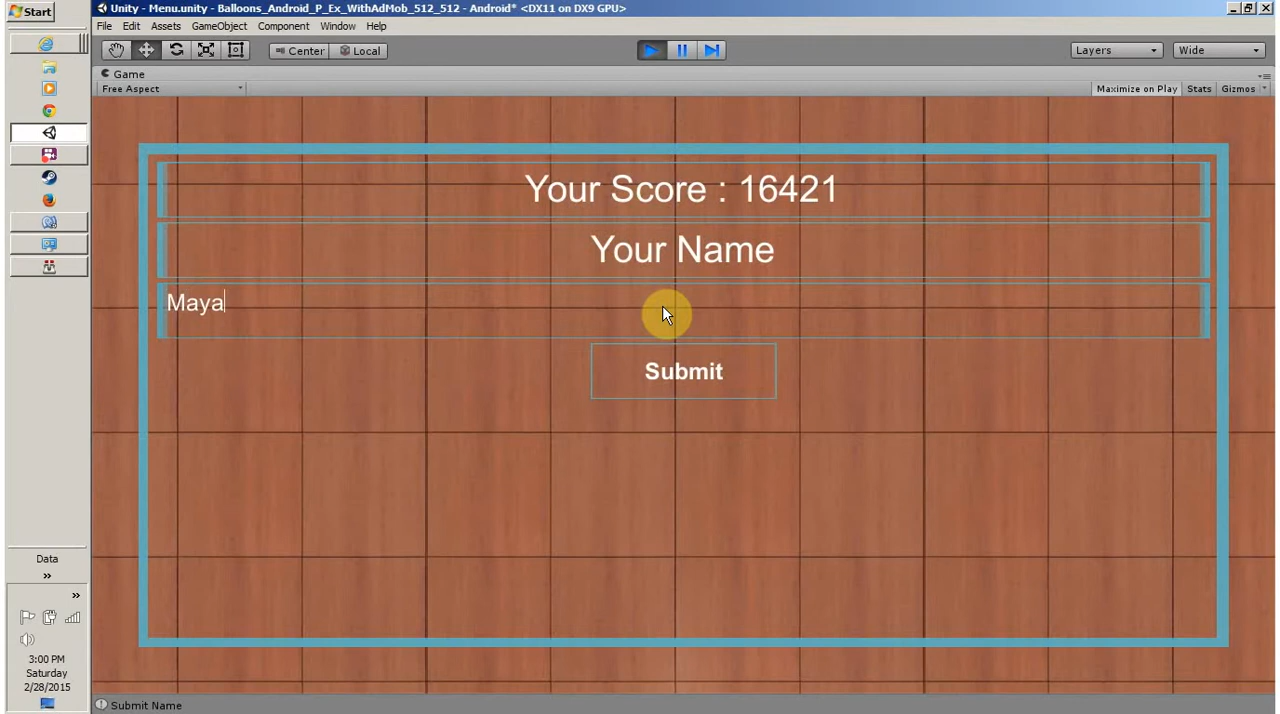 Start
Unity - Menu.unity - Balloons_Android_P_Ex_WithAdMob_512_512 - Android* <DX11 on DX9 GPU>
File Edit Assets GameObject Component Window Help
Center Local Layers Wide
Game
Free Aspect Maximize on Play Stats Gizmos
Your Score : 16421
Your Name
Maya
Submit
Data
»
»
3:00 PM
Saturday
2/28/2015
Submit Name